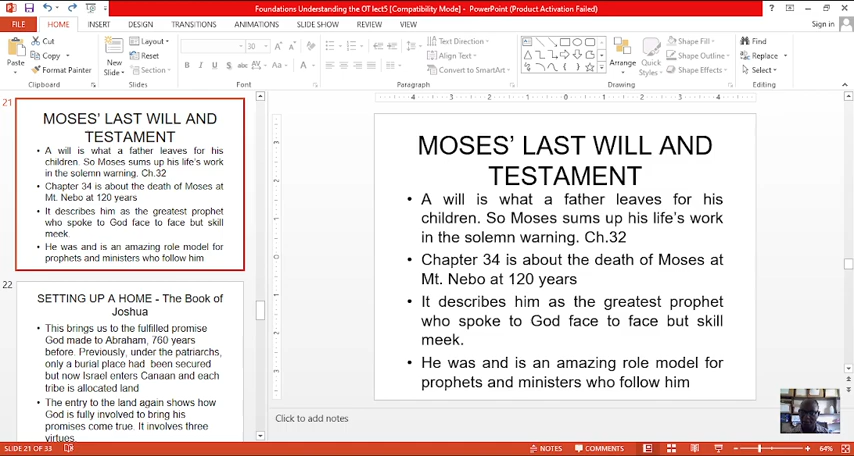 Foundations Understanding the OT lect5 [Compatibility Mode] - PowerPoint (Product Activation Failed)
FILE HOME INSERT DESIGN TRANSITIONS ANIMATIONS SLIDE SHOW REVIEW VIEW Sign in
Paste
Cut
Copy
Format Painter
Clipboard
New
Slide
Layout
Reset
Section
Slides
30
B I U S abc AV Aa A
Font
Text Direction
Align Text
Convert to SmartArt
Paragraph
Arrange
Quick
Styles
Shape Fill
Shape Outline
Shape Effects
Drawing
Find
Replace
Select
Editing
21
MOSES' LAST WILL AND
TESTAMENT
• A will is what a father leaves for his
children. So Moses sums up his life's work
in the solemn warning. Ch.32
• Chapter 34 is about the death of Moses at
Mt. Nebo at 120 years
• It describes him as the greatest prophet
who spoke to God face to face but skill
meek.
• He was and is an amazing role model for
prophets and ministers who follow him
22
SETTING UP A HOME - The Book of
Joshua
• This brings us to the fulfilled promise
God made to Abraham, 760 years
before. Previously, under the patriarchs,
only a burial place had been secured
but now Israel enters Canaan and each
tribe is allocated land
• The entry to the land again shows how
God is fully involved to bring his
promises come true. It involves three
virtues
MOSES' LAST WILL AND
TESTAMENT
• A will is what a father leaves for his
children. So Moses sums up his life's work
in the solemn warning. Ch.32
• Chapter 34 is about the death of Moses at
Mt. Nebo at 120 years
• It describes him as the greatest prophet
who spoke to God face to face but skill
meek.
• He was and is an amazing role model for
prophets and ministers who follow him
Click to add notes
SLIDE 21 OF 33 NOTES COMMENTS 64%